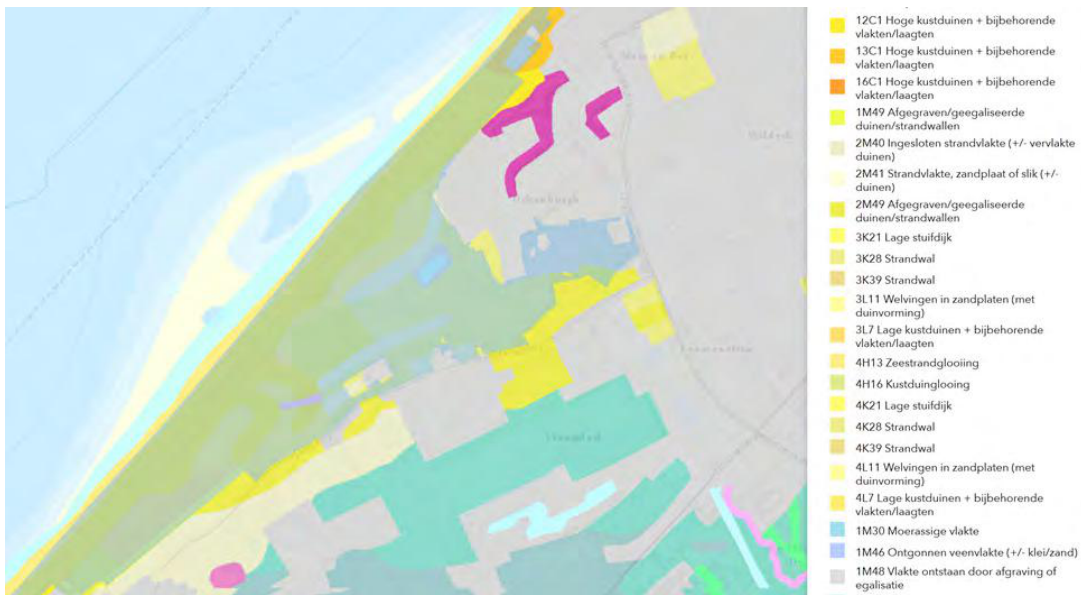 12C1 Hoge kustduinen + bijbehorende
vlakten/laagten
13C1 Hoge kustduinen + bijbehorende
vlakten/laagten
16C1 Hoge kustduinen + bijbehorende
vlakten/laagten
1M49 Afgegraven/geegaliseerde
duinen/strandwallen
2M40 Ingesloten strandvlakte (+/- vervlakte
duinen)
2M41 Strandvlakte, zandplaat of slik (+/-
duinen)
2M49 Afgegraven/geegaliseerde
duinen/strandwallen
3K21 Lage stuifdijk
3K28 Strandwal
3K39 Strandwal
3L11 Welvingen in zandplaten (met
duinvorming)
3L7 Lage kustduinen + bijbehorende
vlakten/laagten
4H13 Zeestrandglooiing
4H16 Kustduinglooing
4K21 Lage stuifdijk
4K28 Strandwal
4K39 Strandwal
4L11 Welvingen in zandplaten (met
duinvorming)
4L7 Lage kustduinen + bijbehorende
vlakten/laagten
1M30 Moerassige vlakte
1M46 Ontgonnen veenvlakte (+/- klei/zand)
1M48 Vlakte ontstaan door afgraving of
egalisatie